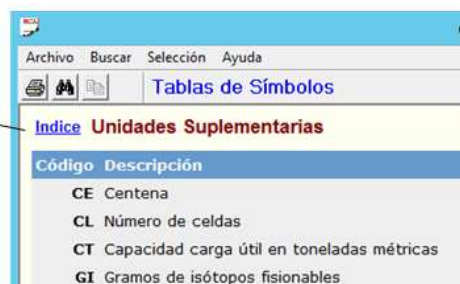 Archivo Buscar Selección Ayuda
Tablas de Símbolos
Indice Unidades Suplementarias
Código Descripción
CE Centena
CL Número de celdas
CT Capacidad carga útil en toneladas métricas
GI Gramos de isótopos fisionables